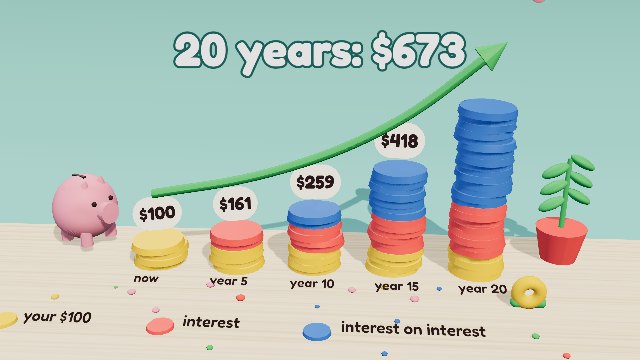 20 years: $673
$418
$259
$161
$100
now
year 5
year 10
year 15
year 20
your $100
interest
interest on interest